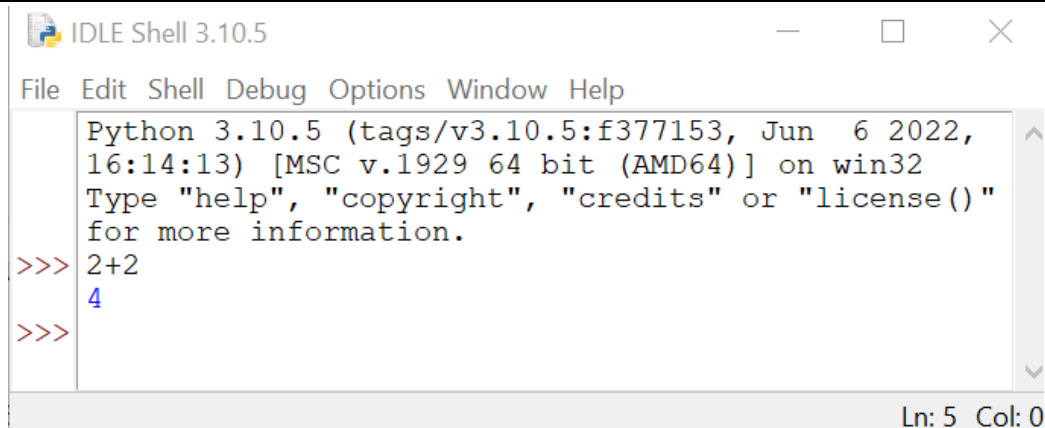 IDLE Shell 3.10.5
File Edit Shell Debug Options Window Help
Python 3.10.5 (tags/v3.10.5:f377153, Jun  6 2022,
16:14:13) [MSC v.1929 64 bit (AMD64)] on win32
Type "help", "copyright", "credits" or "license()"
for more information.
>>> 2+2
4
>>>
Ln: 5 Col: 0